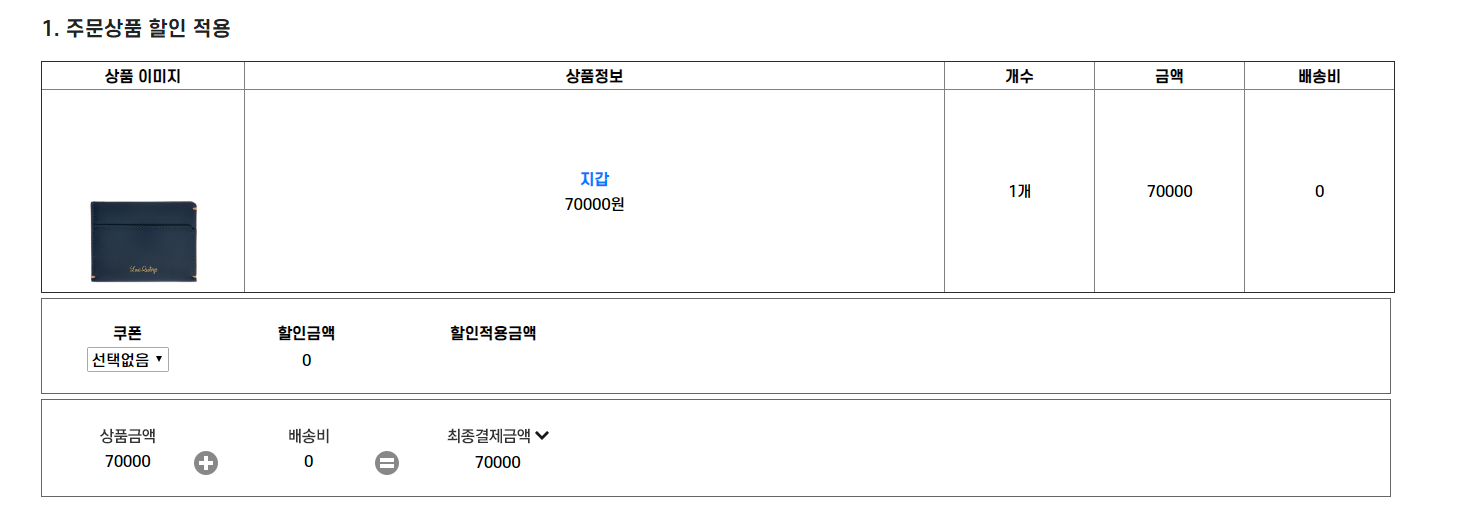 1. 주문상품 할인 적용
상품 이미지 상품정보 개수 금액 배송비
지갑
70000원
1개 70000 0
쿠폰 할인금액 할인적용금액
선택없음 0
상품금액 배송비 최종결제금액
70000 0 70000